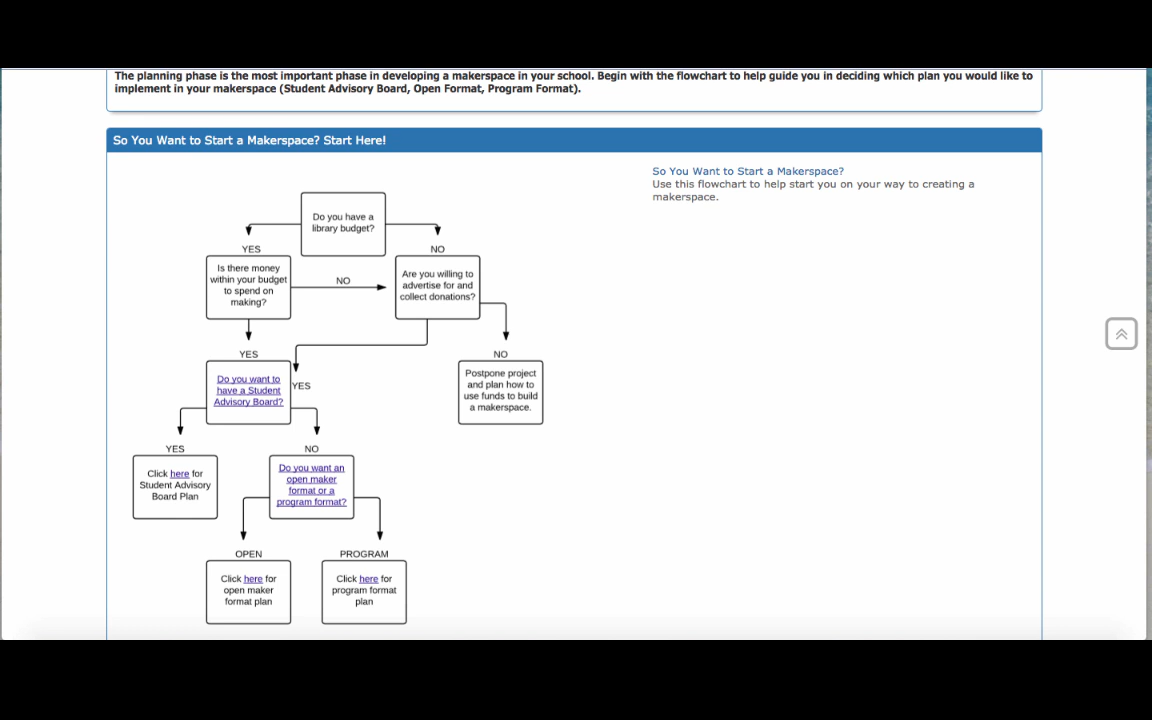 The planning phase is the most important phase in developing a makerspace in your school. Begin with the flowchart to help guide you in deciding which plan you would like to
implement in your makerspace (Student Advisory Board, Open Format, Program Format).
So You Want to Start a Makerspace? Start Here!
So You Want to Start a Makerspace?
Use this flowchart to help start you on your way to creating a
makerspace.
Do you have a
library budget?
YES
NO
Is there money
within your budget
to spend on
making?
NO
Are you willing to
advertise for and
collect donations?
YES
NO
Do you want to
have a Student
Advisory Board?
YES
Postpone project
and plan how to
use funds to build
a makerspace.
YES
NO
Click here for
Student Advisory
Board Plan
Do you want an
open maker
format or a
program format?
OPEN
PROGRAM
Click here for
open maker
format plan
Click here for
program format
plan